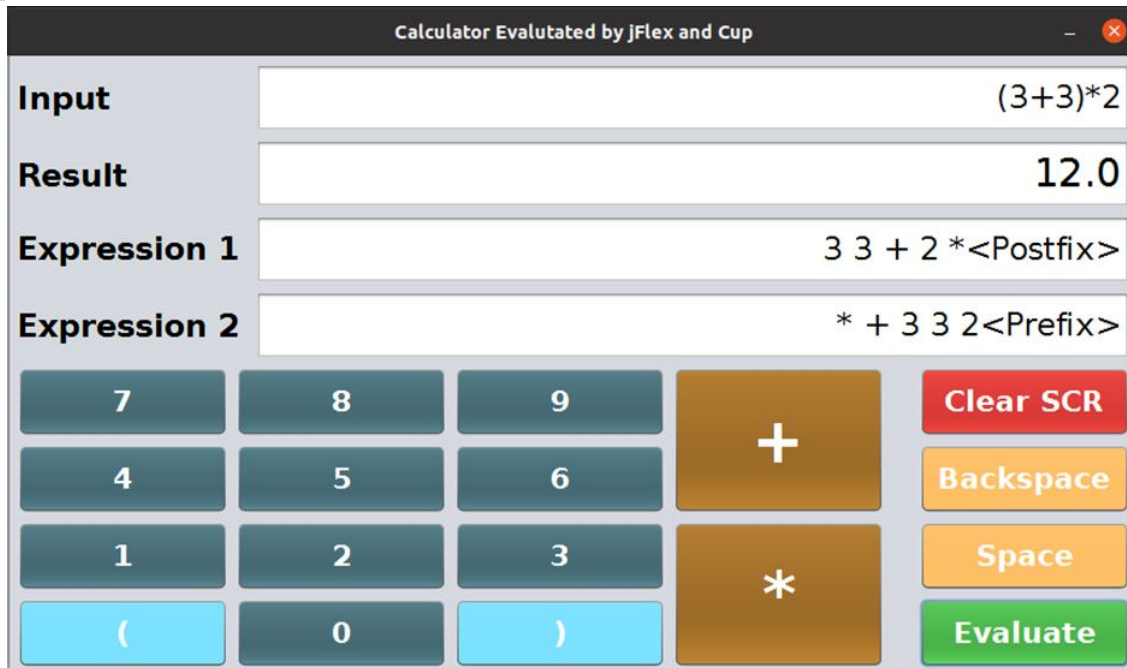 Calculator Evalutated by jFlex and Cup
Input
(3+3)*2
Result
12.0
Expression 1
3 3 + 2 *<Postfix>
Expression 2
* + 3 3 2<Prefix>
7 8 9 + Clear SCR
4 5 6 Backspace
1 2 3 * Space
( 0 ) Evaluate